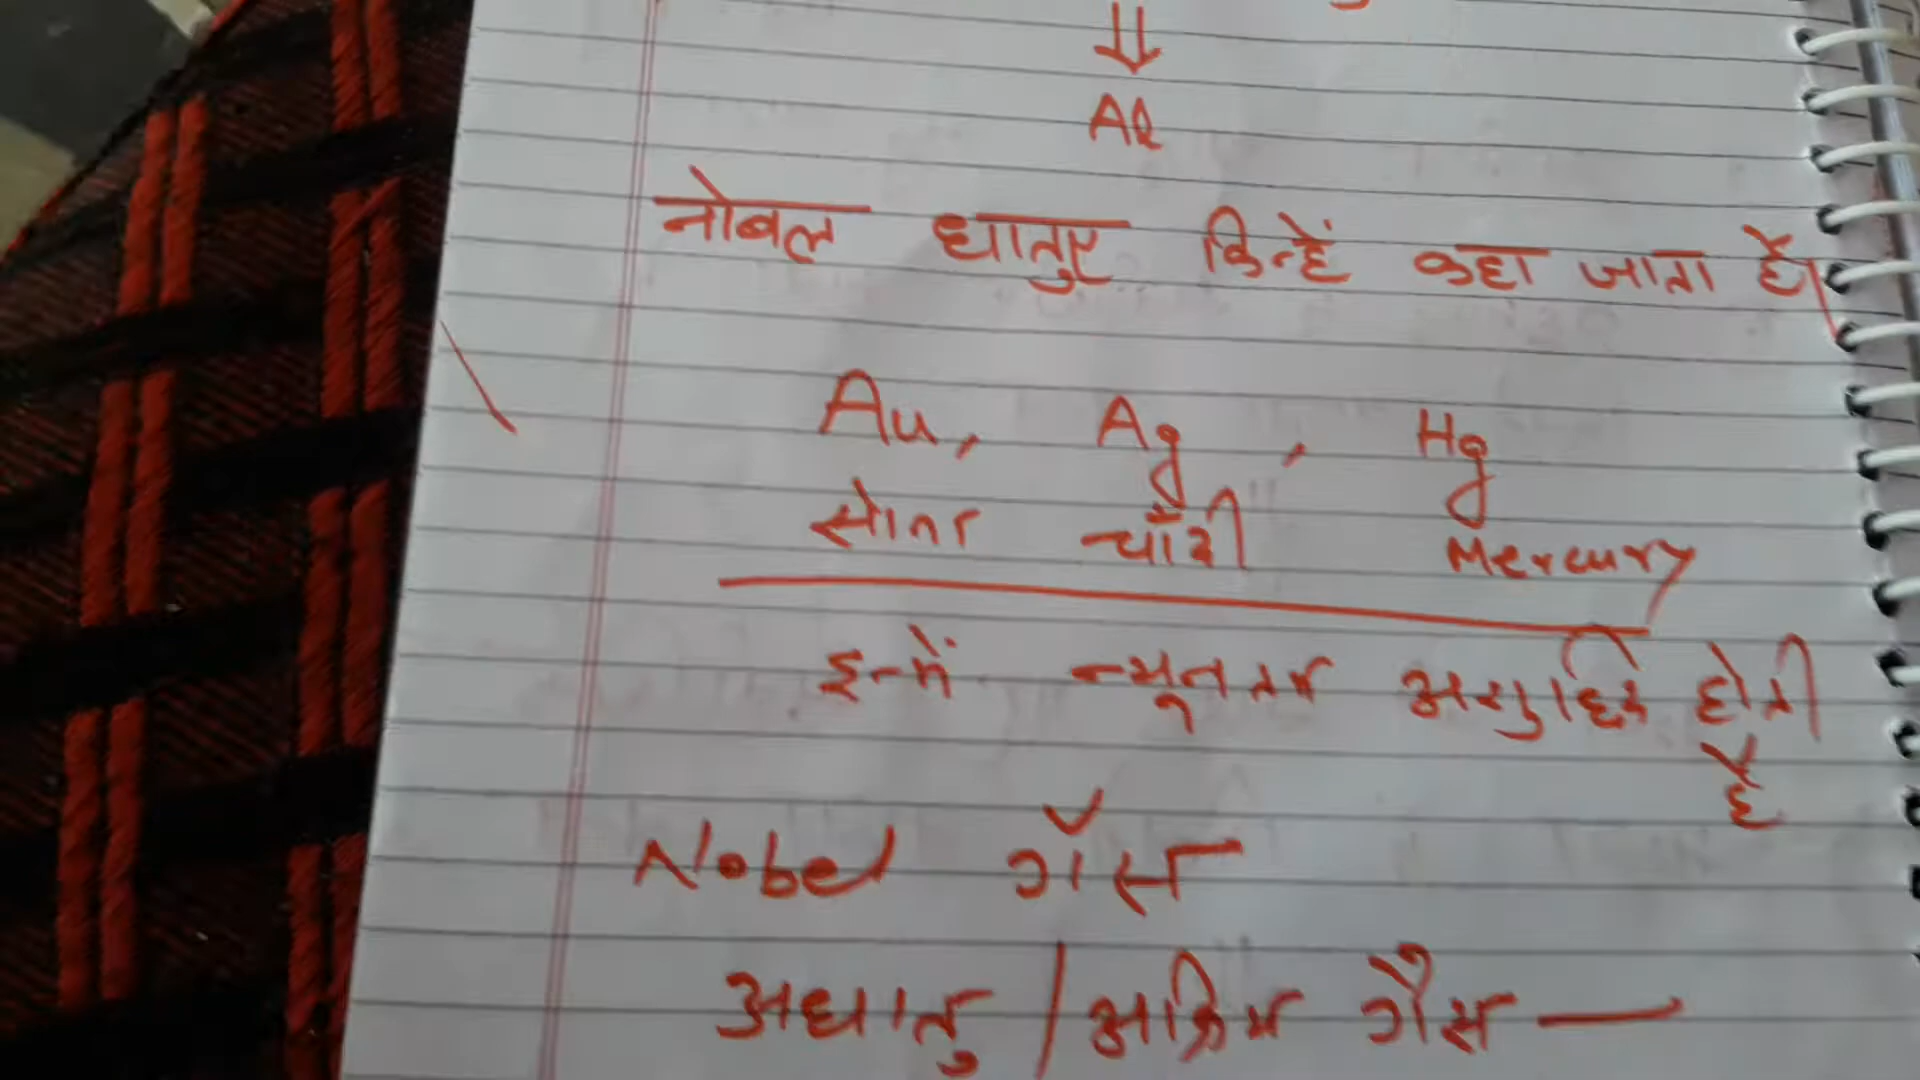 Al
नोबल धातुए किन्हें कहा जाता है।
Au, Ag, Hg
सोना चाँदी Mercury
इनमें न्यूनतम अशुद्धि होती
है
Nobel गैस
अधातु / अक्रिय गैस —